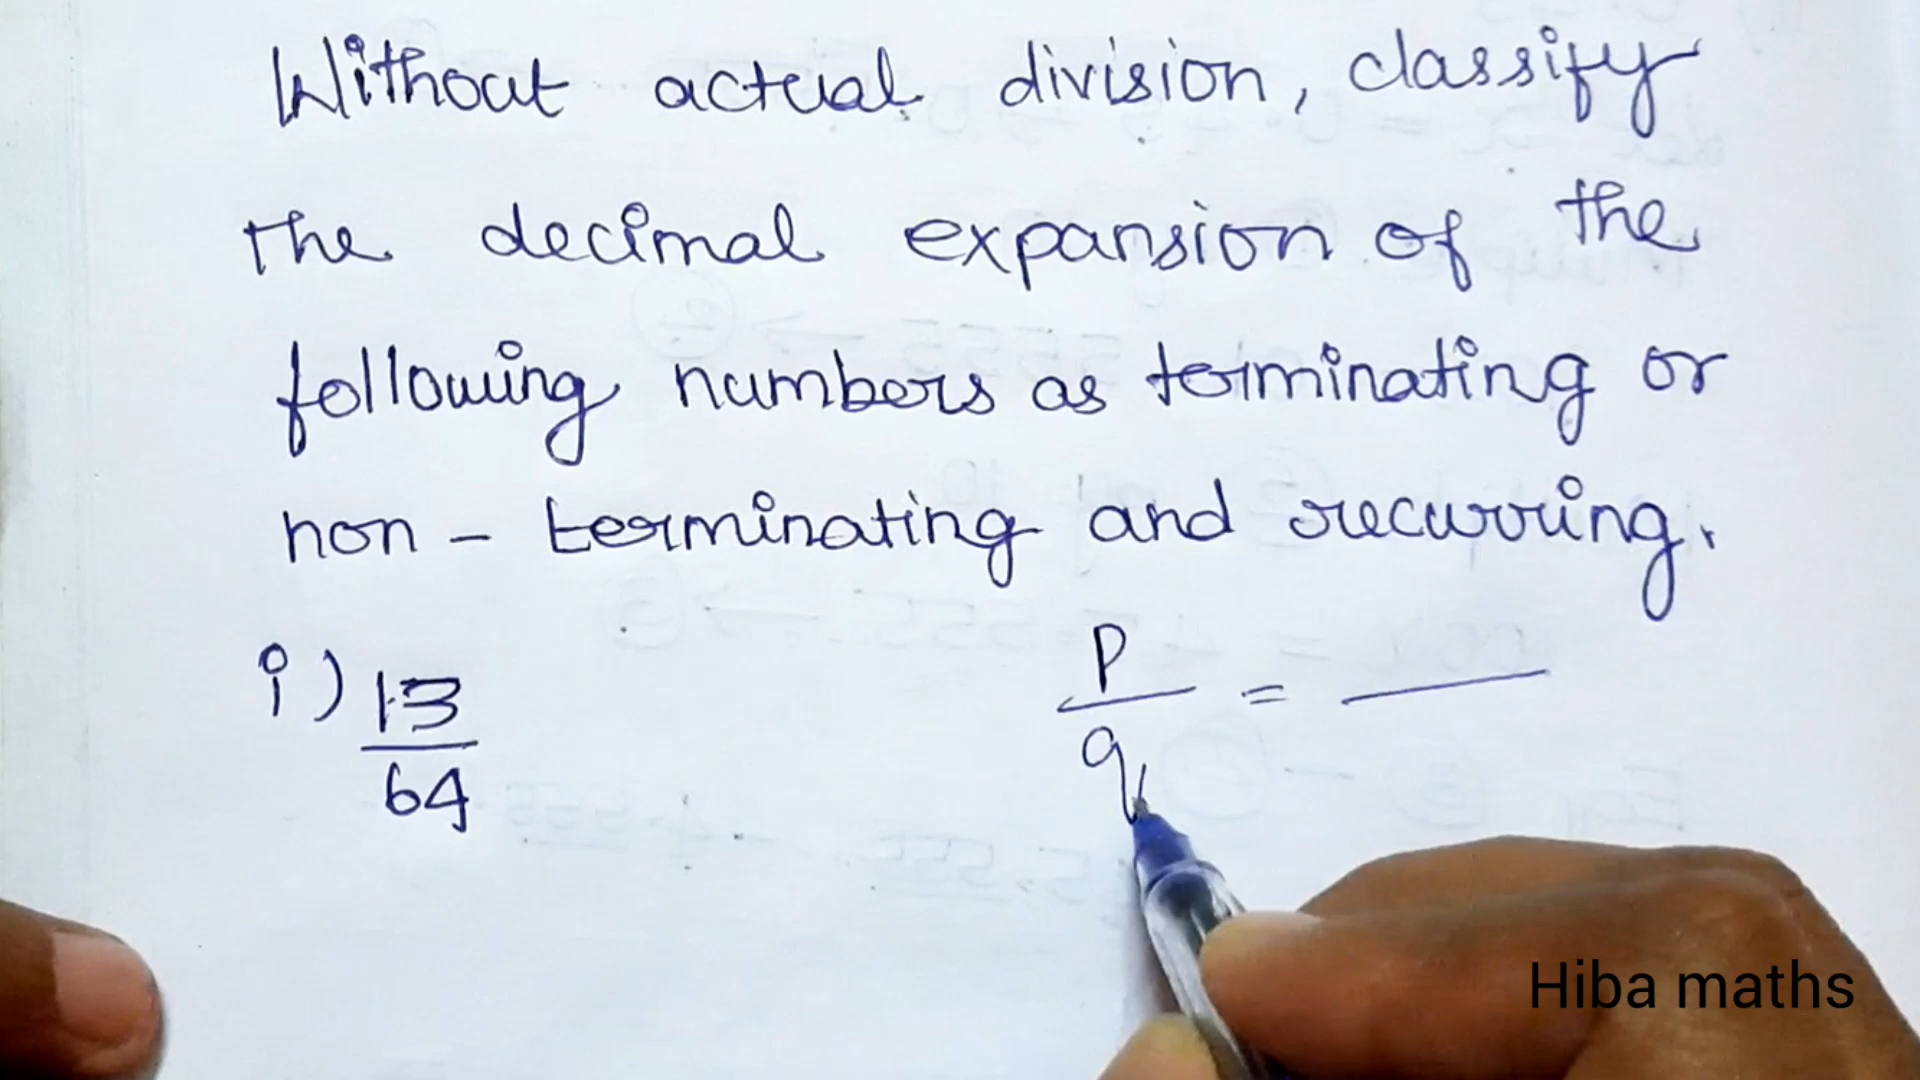 Without actual division, classify
the decimal expansion of the
following numbers as terminating or
non - terminating and recurring.
i) 13/64
p/q =
Hiba maths